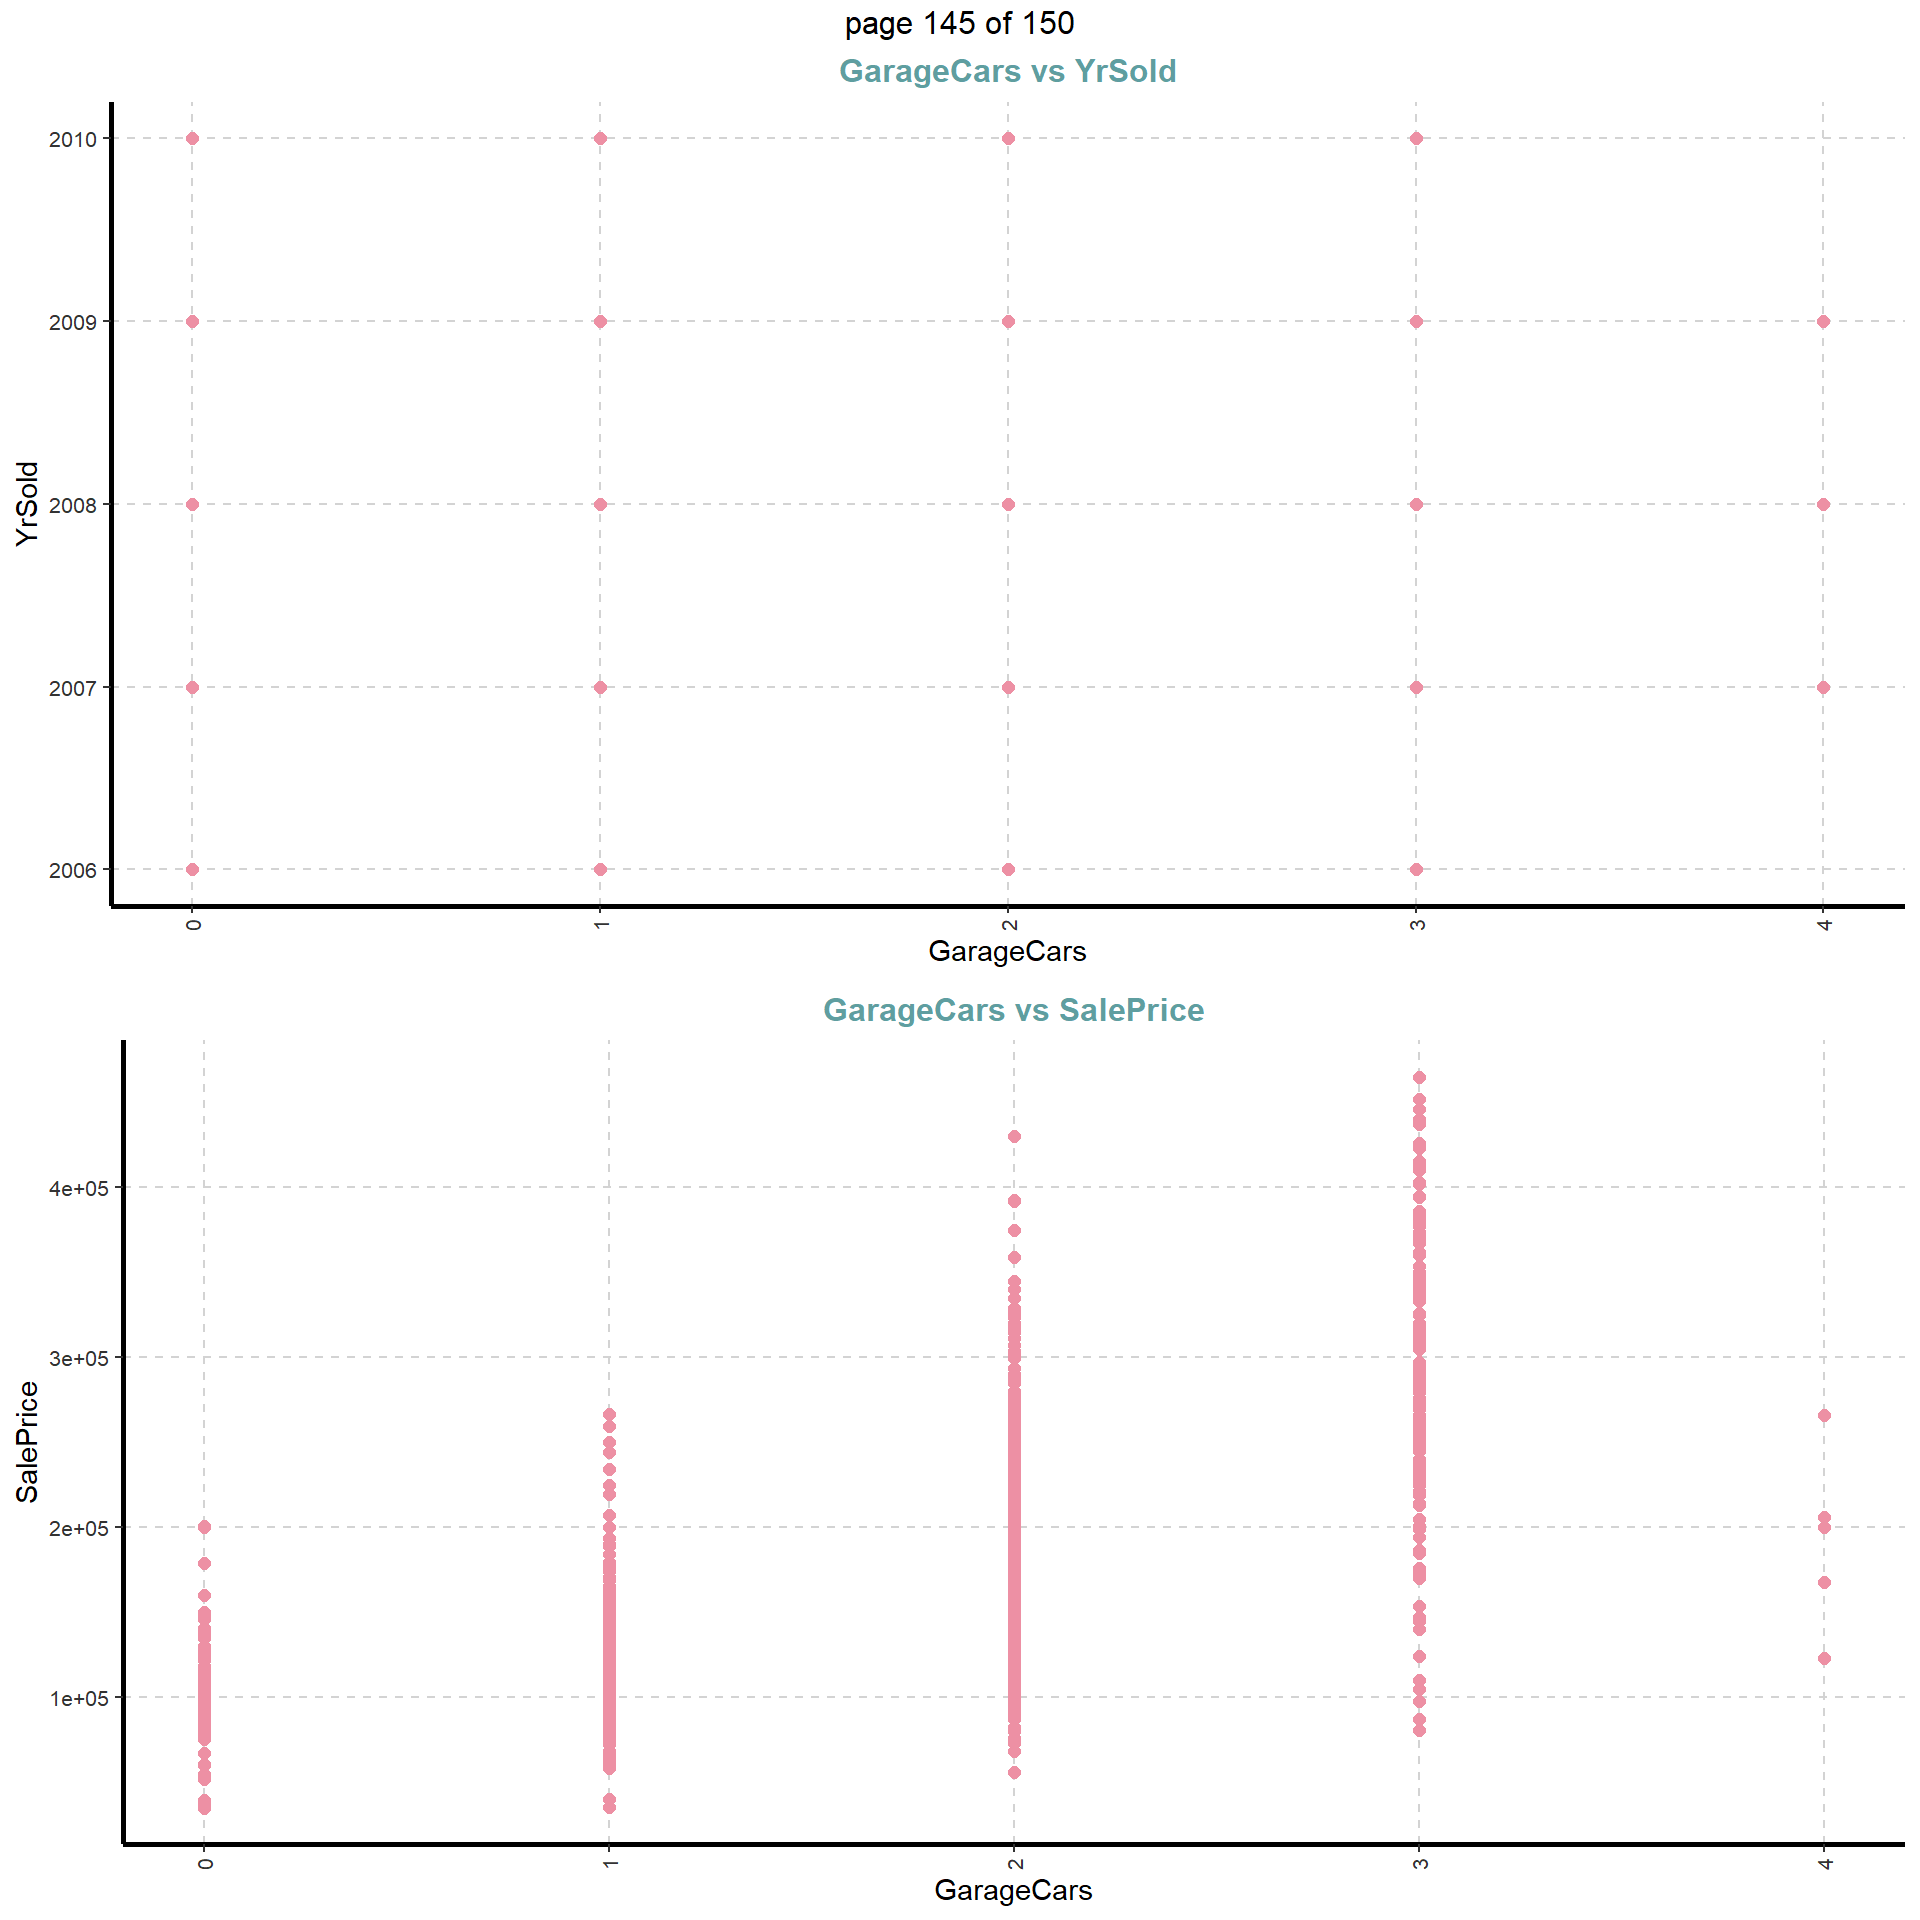 page 145 of 150
GarageCars vs YrSold
2010
2009
2008
2007
2006
YrSold
0 1 2 3 4
GarageCars
GarageCars vs SalePrice
4e+05
3e+05
2e+05
1e+05
SalePrice
0 1 2 3 4
GarageCars